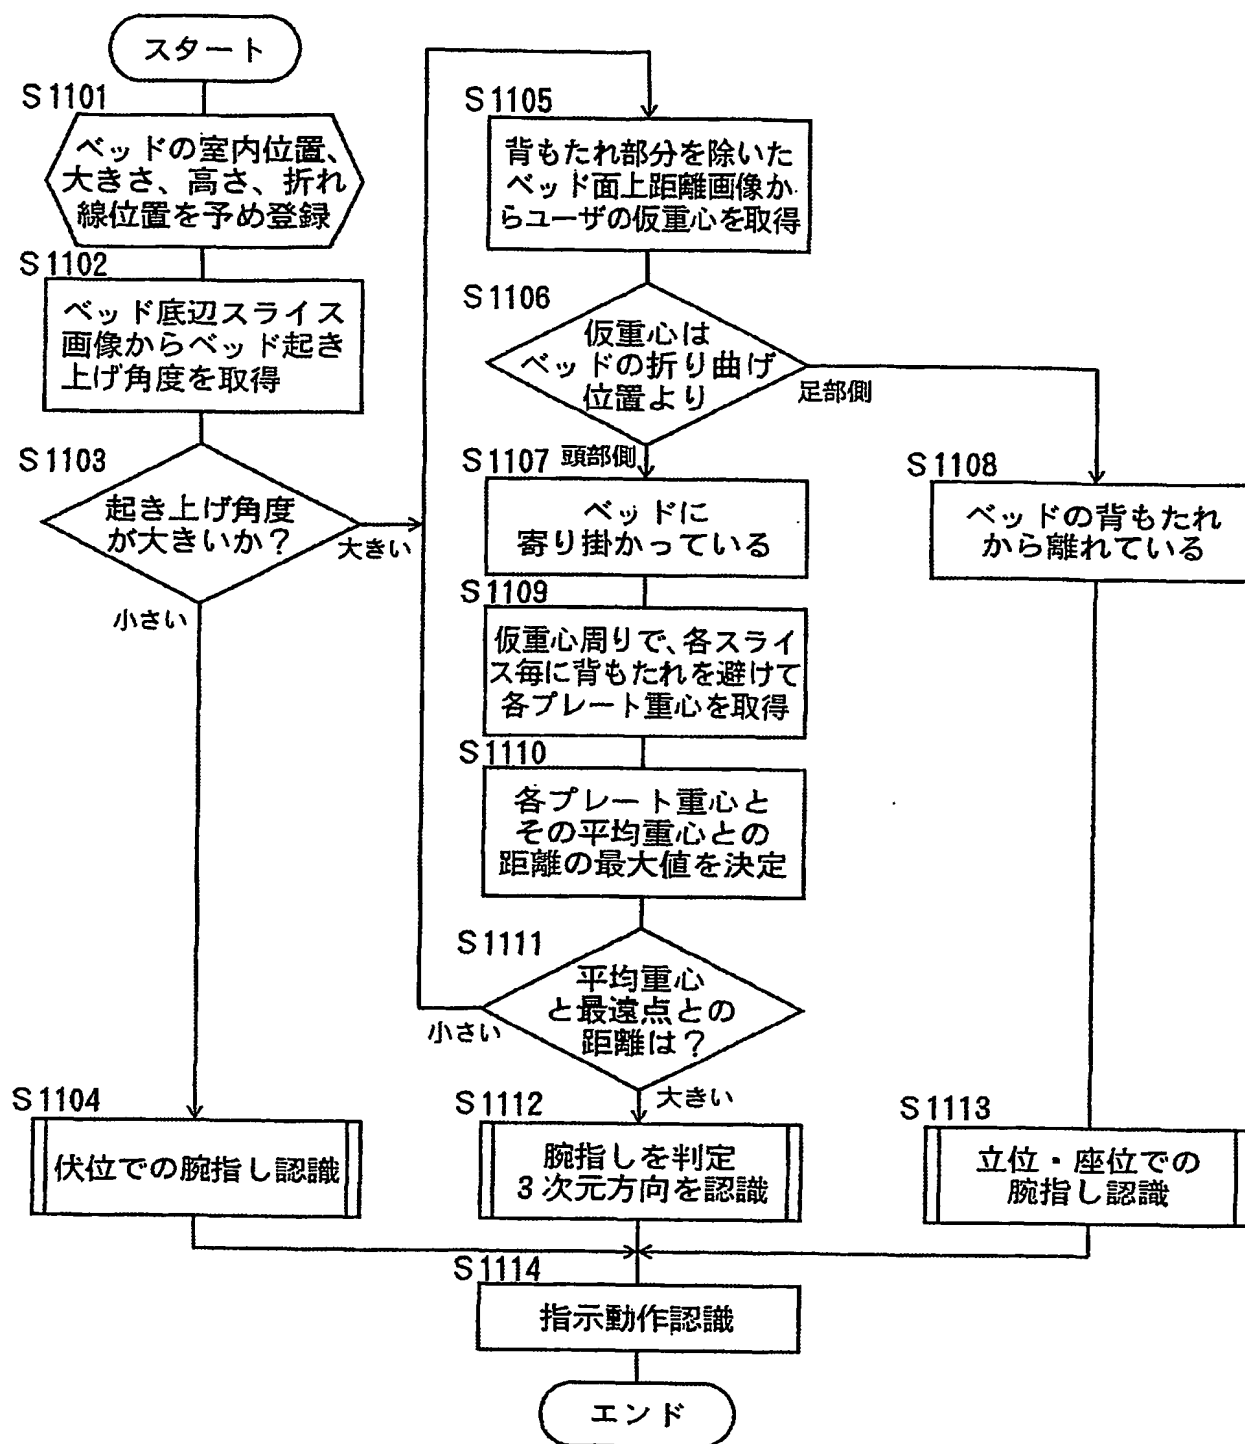 スタート
S1101
ベッドの室内位置、
大きさ、高さ、折れ
線位置を予め登録
S1102
ベッド底辺スライス
画像からベッド起き
上げ角度を取得
S1103
起き上げ角度
が大きいか？
大きい
小さい
S1104
伏位での腕指し認識
S1105
背もたれ部分を除いた
ベッド面上距離画像か
らユーザの仮重心を取得
S1106
仮重心は
ベッドの折り曲げ
位置より
足部側
頭部側
S1107
ベッドに
寄り掛かっている
S1108
ベッドの背もたれ
から離れている
S1109
仮重心周りで、各スライ
ス毎に背もたれを避けて
各プレート重心を取得
S1110
各プレート重心と
その平均重心との
距離の最大値を決定
S1111
平均重心
と最遠点との
距離は？
小さい
大きい
S1112
腕指しを判定
3次元方向を認識
S1113
立位・座位での
腕指し認識
S1114
指示動作認識
エンド